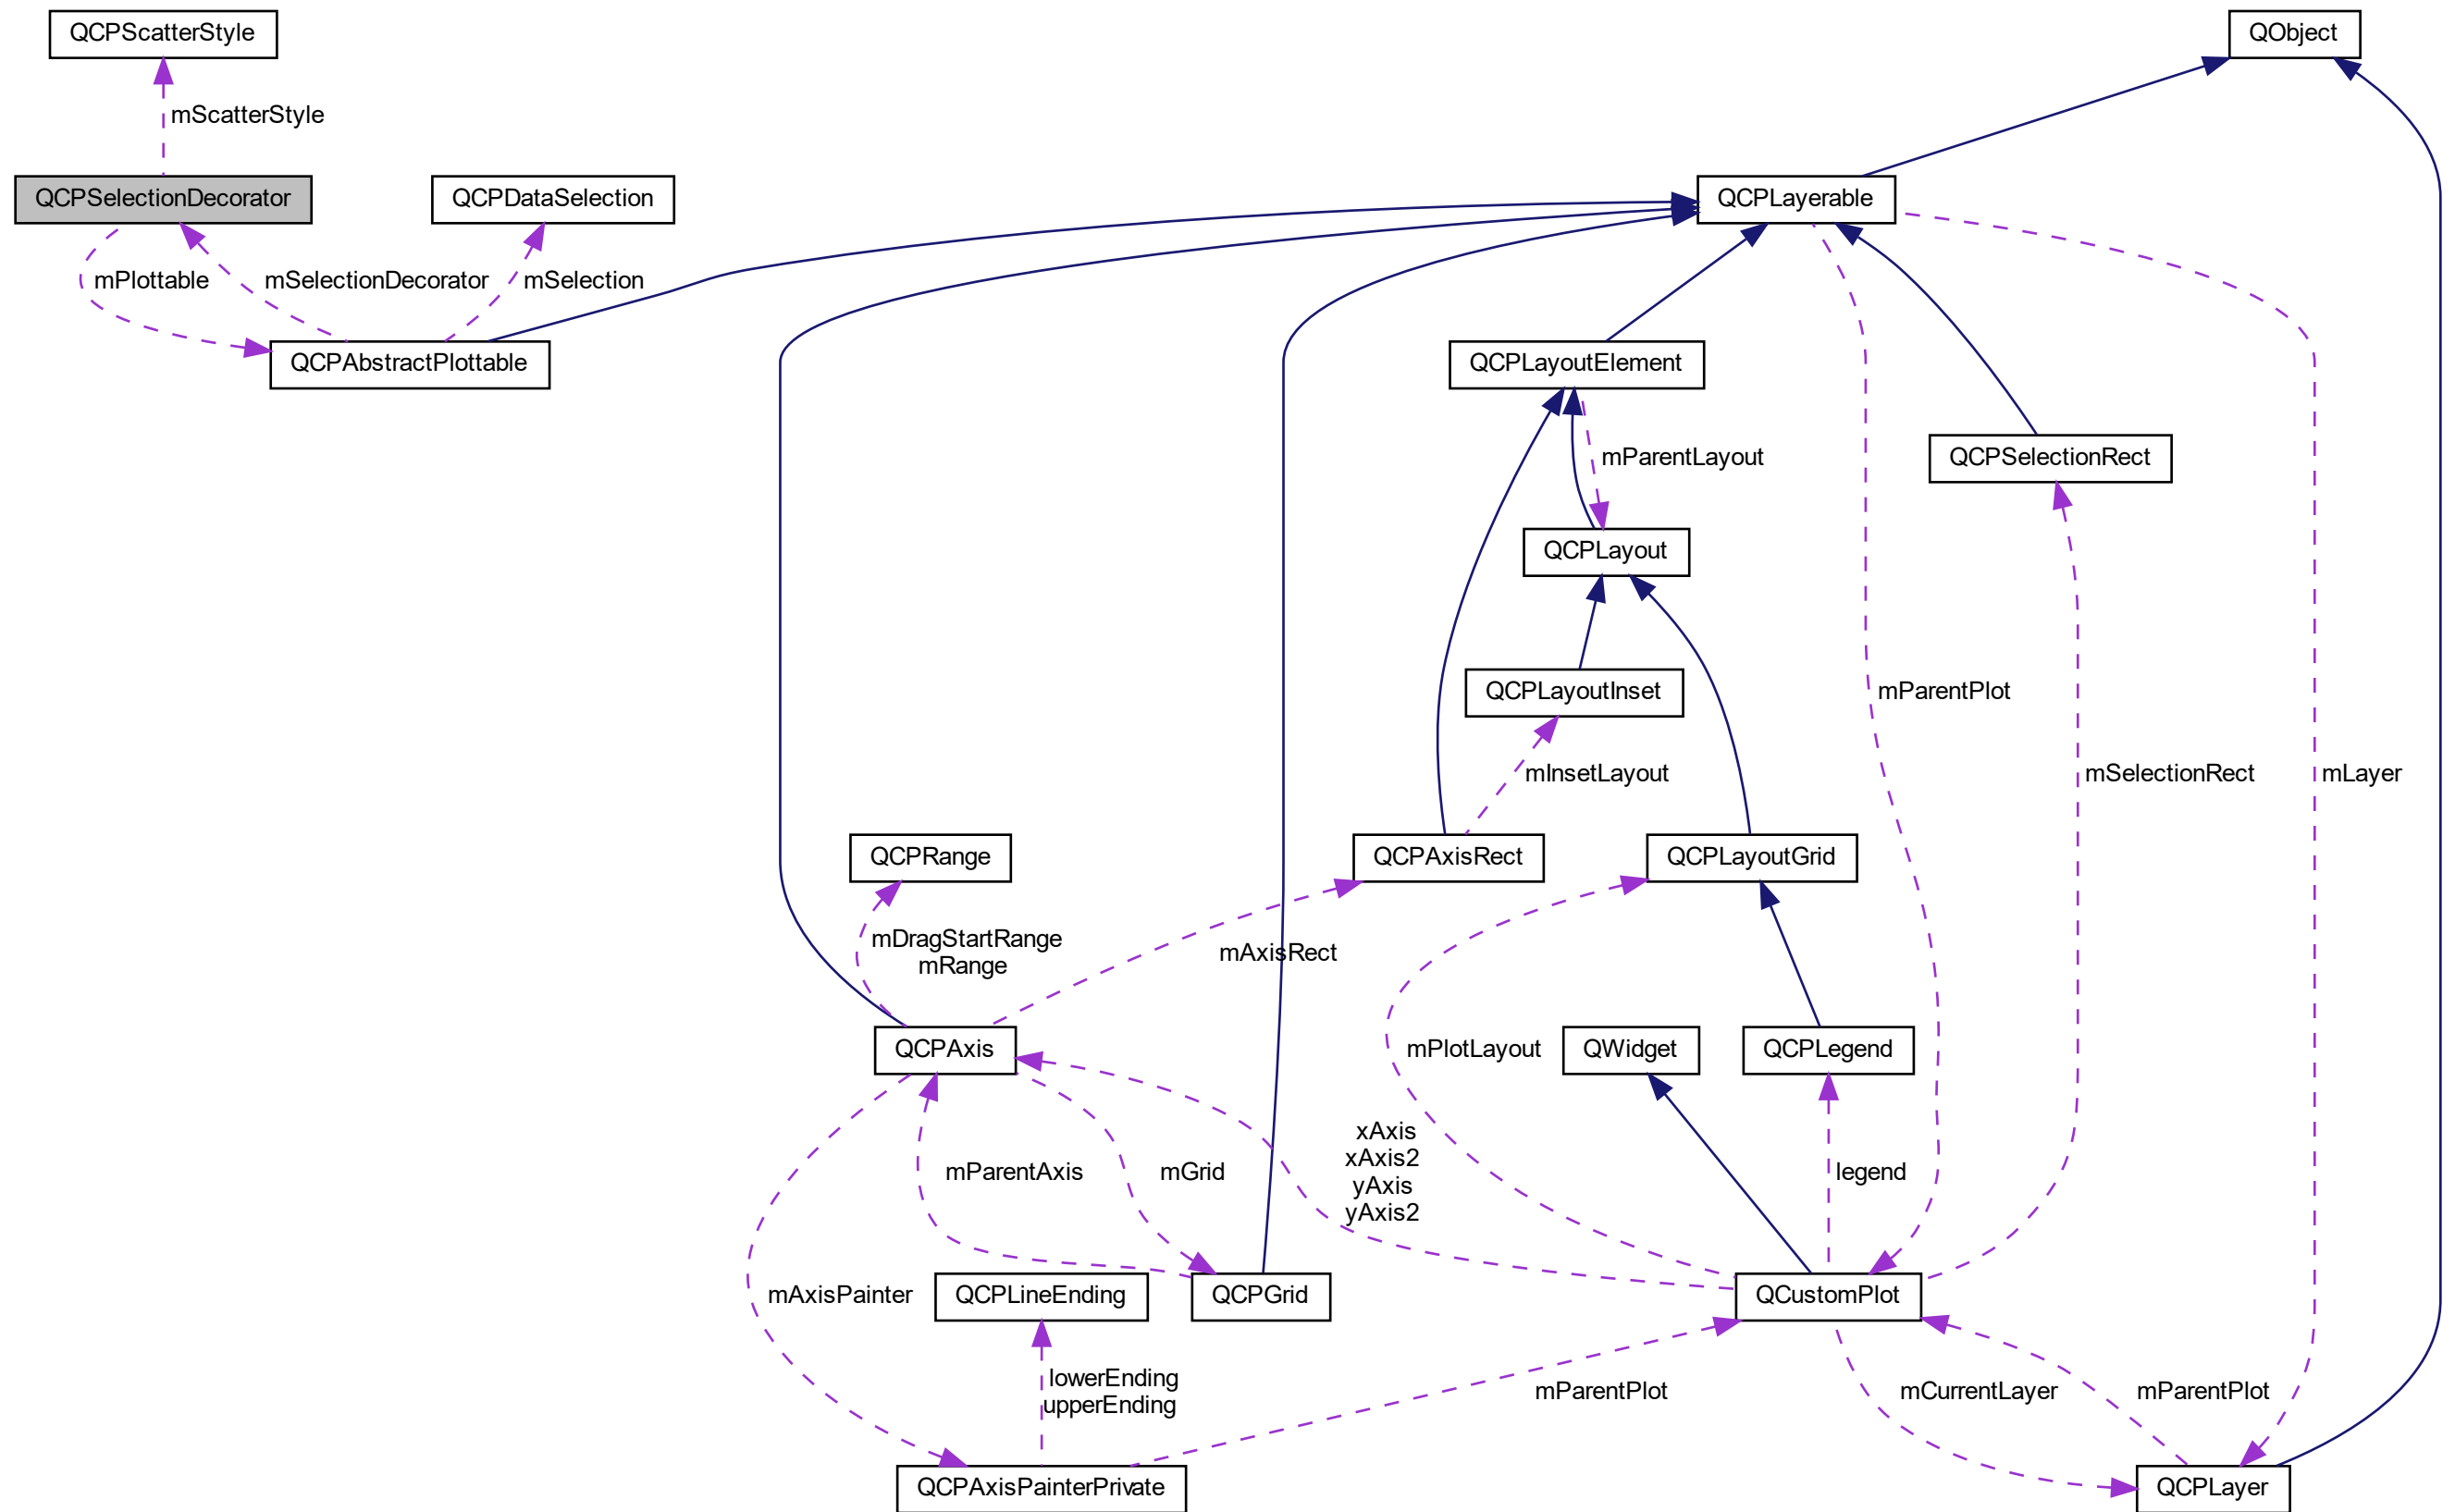 QCPScatterStyle
QObject
mScatterStyle
QCPSelectionDecorator
QCPDataSelection
QCPLayerable
mPlottable
mSelectionDecorator
mSelection
QCPAbstractPlottable
QCPLayoutElement
mParentLayout
QCPSelectionRect
QCPLayout
QCPLayoutInset
mParentPlot
mInsetLayout
mSelectionRect
mLayer
QCPRange
QCPAxisRect
QCPLayoutGrid
mDragStartRange
mRange
mAxisRect
QCPAxis
mPlotLayout
QWidget
QCPLegend
xAxis
xAxis2
yAxis
yAxis2
mParentAxis
mGrid
legend
mAxisPainter
QCPLineEnding
QCPGrid
QCustomPlot
lowerEnding
upperEnding
mParentPlot
mCurrentLayer
mParentPlot
QCPAxisPainterPrivate
QCPLayer